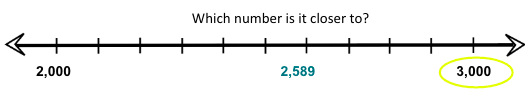 Which number is it closer to?
2,000 2,589 3,000